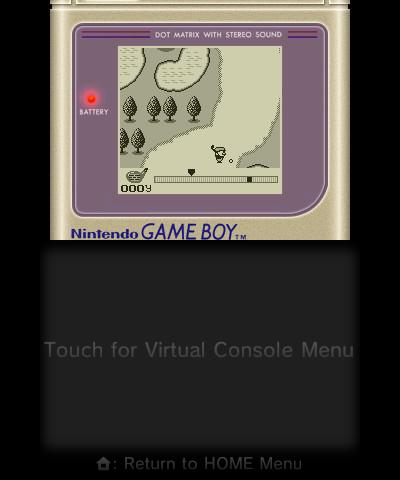 DOT MATRIX WITH STEREO SOUND
BATTERY
000y
Nintendo GAME BOY™
Touch for Virtual Console Menu
: Return to HOME Menu